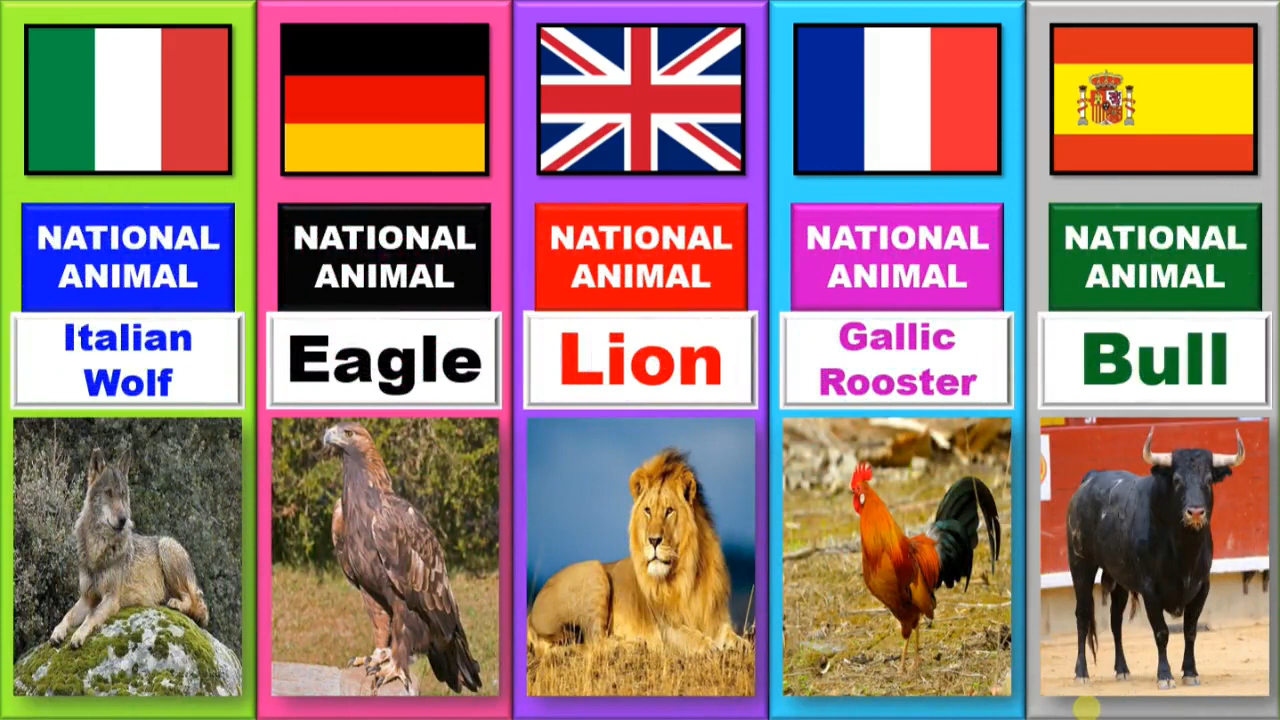 NATIONAL
ANIMAL
Italian
Wolf
NATIONAL
ANIMAL
Eagle
NATIONAL
ANIMAL
Lion
NATIONAL
ANIMAL
Gallic
Rooster
NATIONAL
ANIMAL
Bull